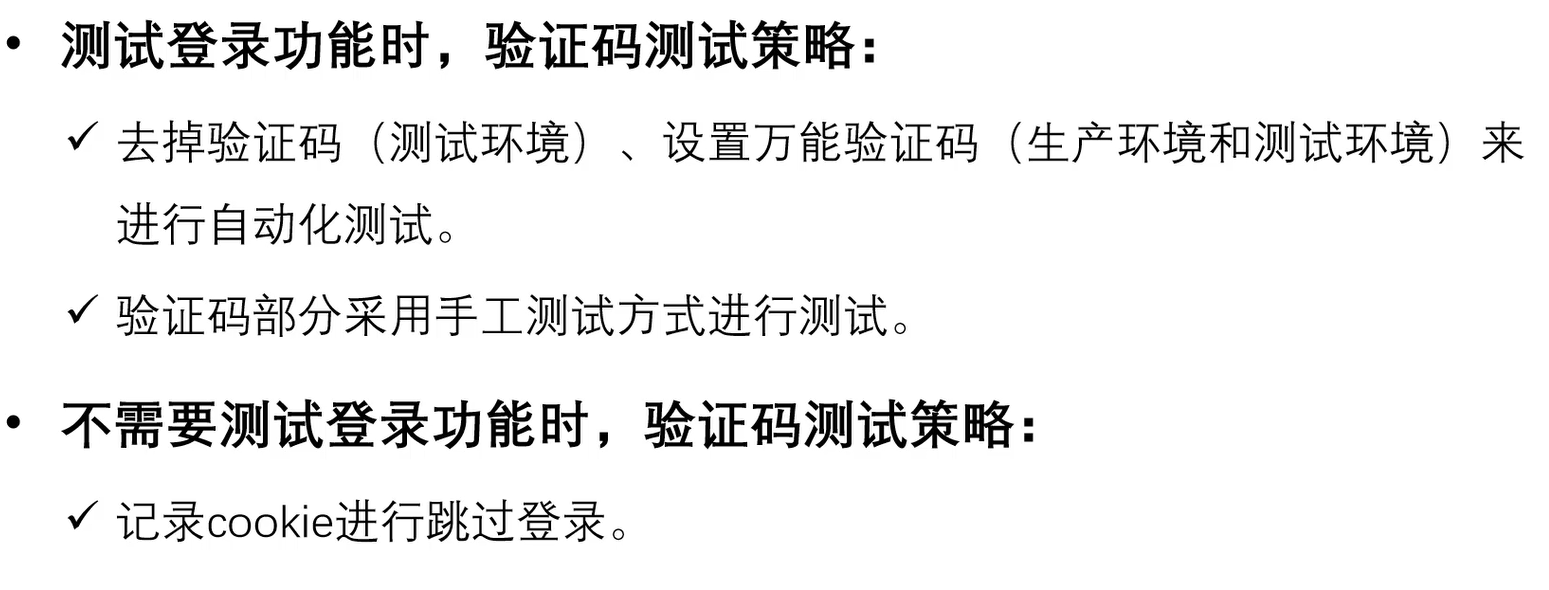 • 测试登录功能时，验证码测试策略：
✓ 去掉验证码（测试环境）、设置万能验证码（生产环境和测试环境）来
进行自动化测试。
✓ 验证码部分采用手工测试方式进行测试。
• 不需要测试登录功能时，验证码测试策略：
✓ 记录cookie进行跳过登录。